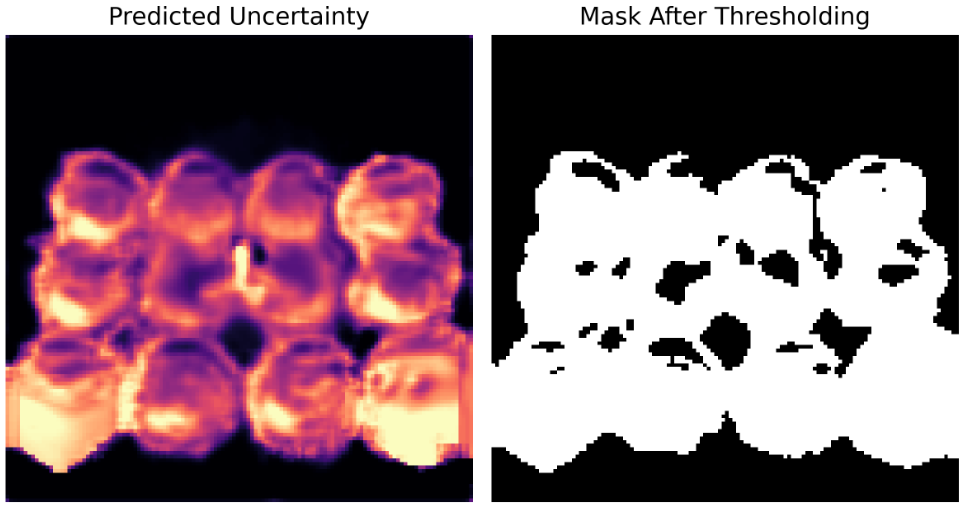 Predicted Uncertainty
Mask After Thresholding